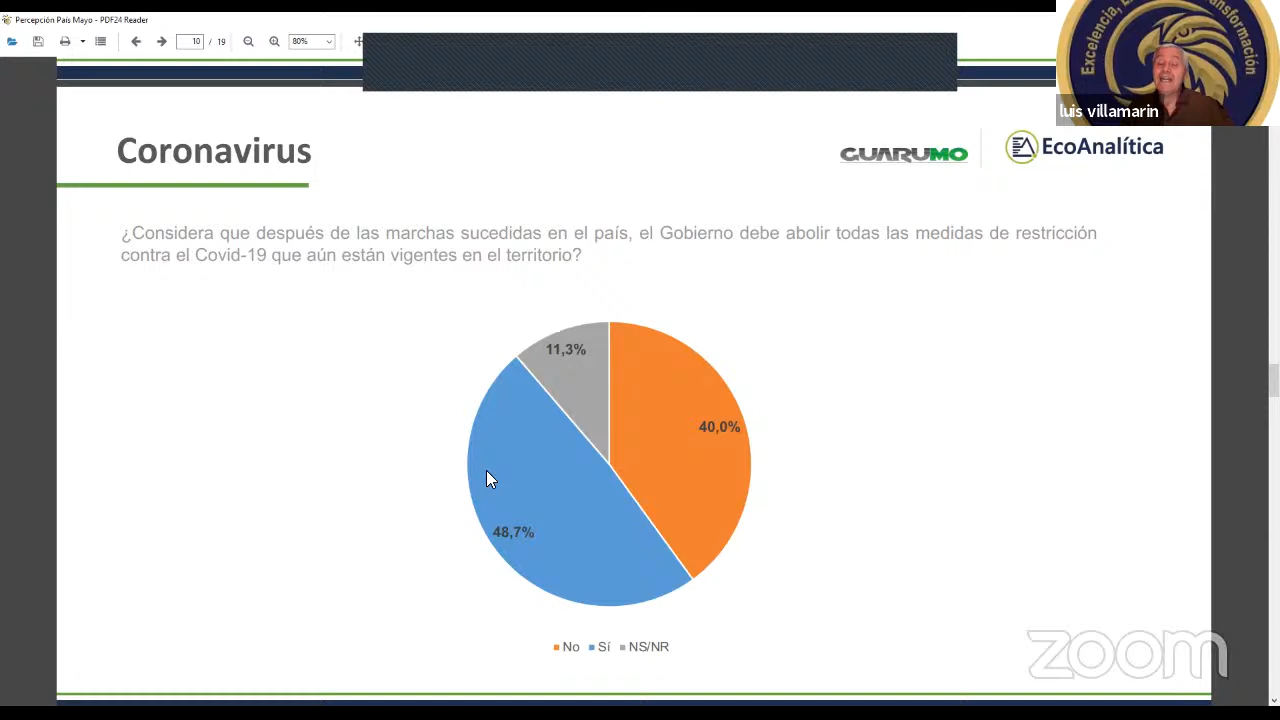 Percepción País Mayo - PDF24 Reader
10 / 19
80%
Excelencia,
Transformación
luis villamarin
Coronavirus
GUARUMO
EcoAnalítica
¿Considera que después de las marchas sucedidas en el país, el Gobierno debe abolir todas las medidas de restricción
contra el Covid-19 que aún están vigentes en el territorio?
11,3%
40,0%
48,7%
No Sí NS/NR
zoom